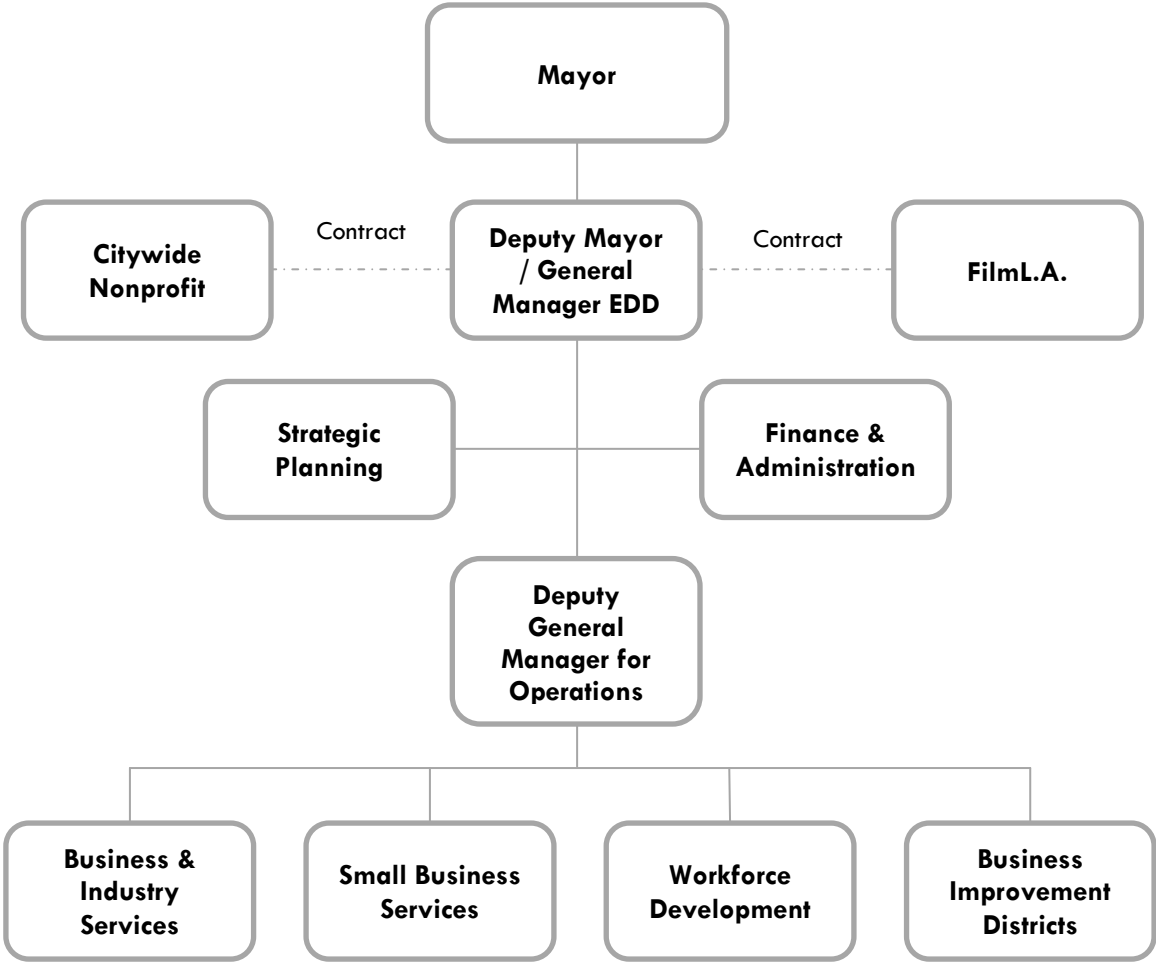 Mayor
Citywide
Nonprofit
Contract
Deputy Mayor
/ General
Manager EDD
Contract
FilmL.A.
Strategic
Planning
Finance &
Administration
Deputy
General
Manager for
Operations
Business &
Industry
Services
Small Business
Services
Workforce
Development
Business
Improvement
Districts